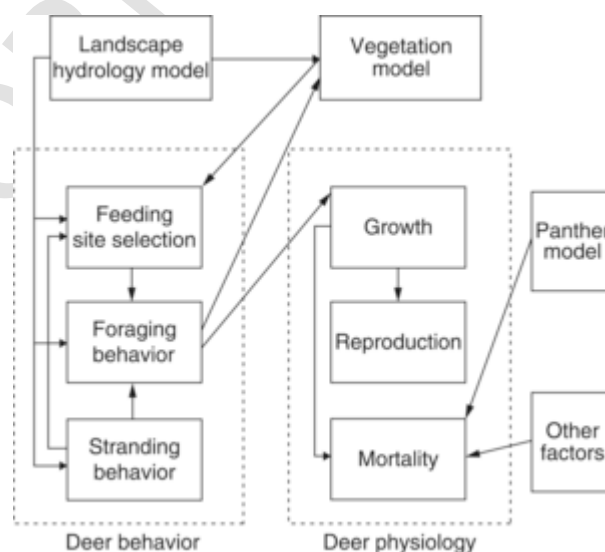 Landscape
hydrology model
Vegetation
model
Feeding
site selection
Foraging
behavior
Stranding
behavior
Deer behavior
Growth
Reproduction
Mortality
Deer physiology
Panther
model
Other
factors